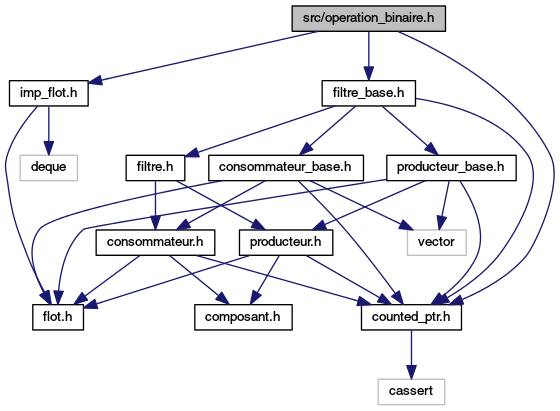 src/operation_binaire.h
imp_flot.h
filtre_base.h
deque
filtre.h
consommateur_base.h
producteur_base.h
consommateur.h
producteur.h
vector
flot.h
composant.h
counted_ptr.h
cassert